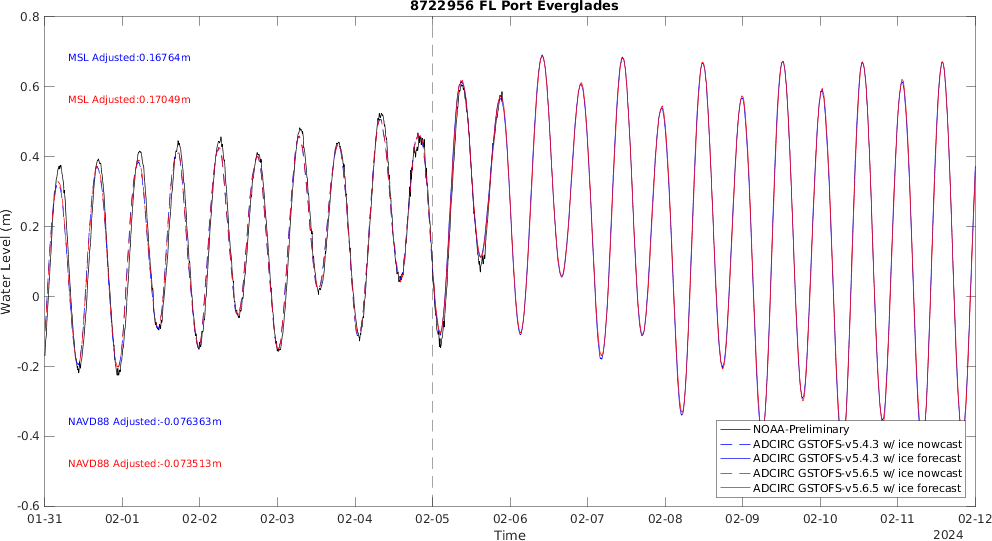 8722956 FL Port Everglades
0.8
0.6
0.4
0.2
0
-0.2
-0.4
-0.6
Water Level (m)
MSL Adjusted:0.16764m
MSL Adjusted:0.17049m
NAVD88 Adjusted:-0.076363m
NAVD88 Adjusted:-0.073513m
NOAA-Preliminary
ADCIRC GSTOFS-v5.4.3 w/ ice nowcast
ADCIRC GSTOFS-v5.4.3 w/ ice forecast
ADCIRC GSTOFS-v5.6.5 w/ ice nowcast
ADCIRC GSTOFS-v5.6.5 w/ ice forecast
01-31 02-01 02-02 02-03 02-04 02-05 02-06 02-07 02-08 02-09 02-10 02-11 02-12
Time
2024